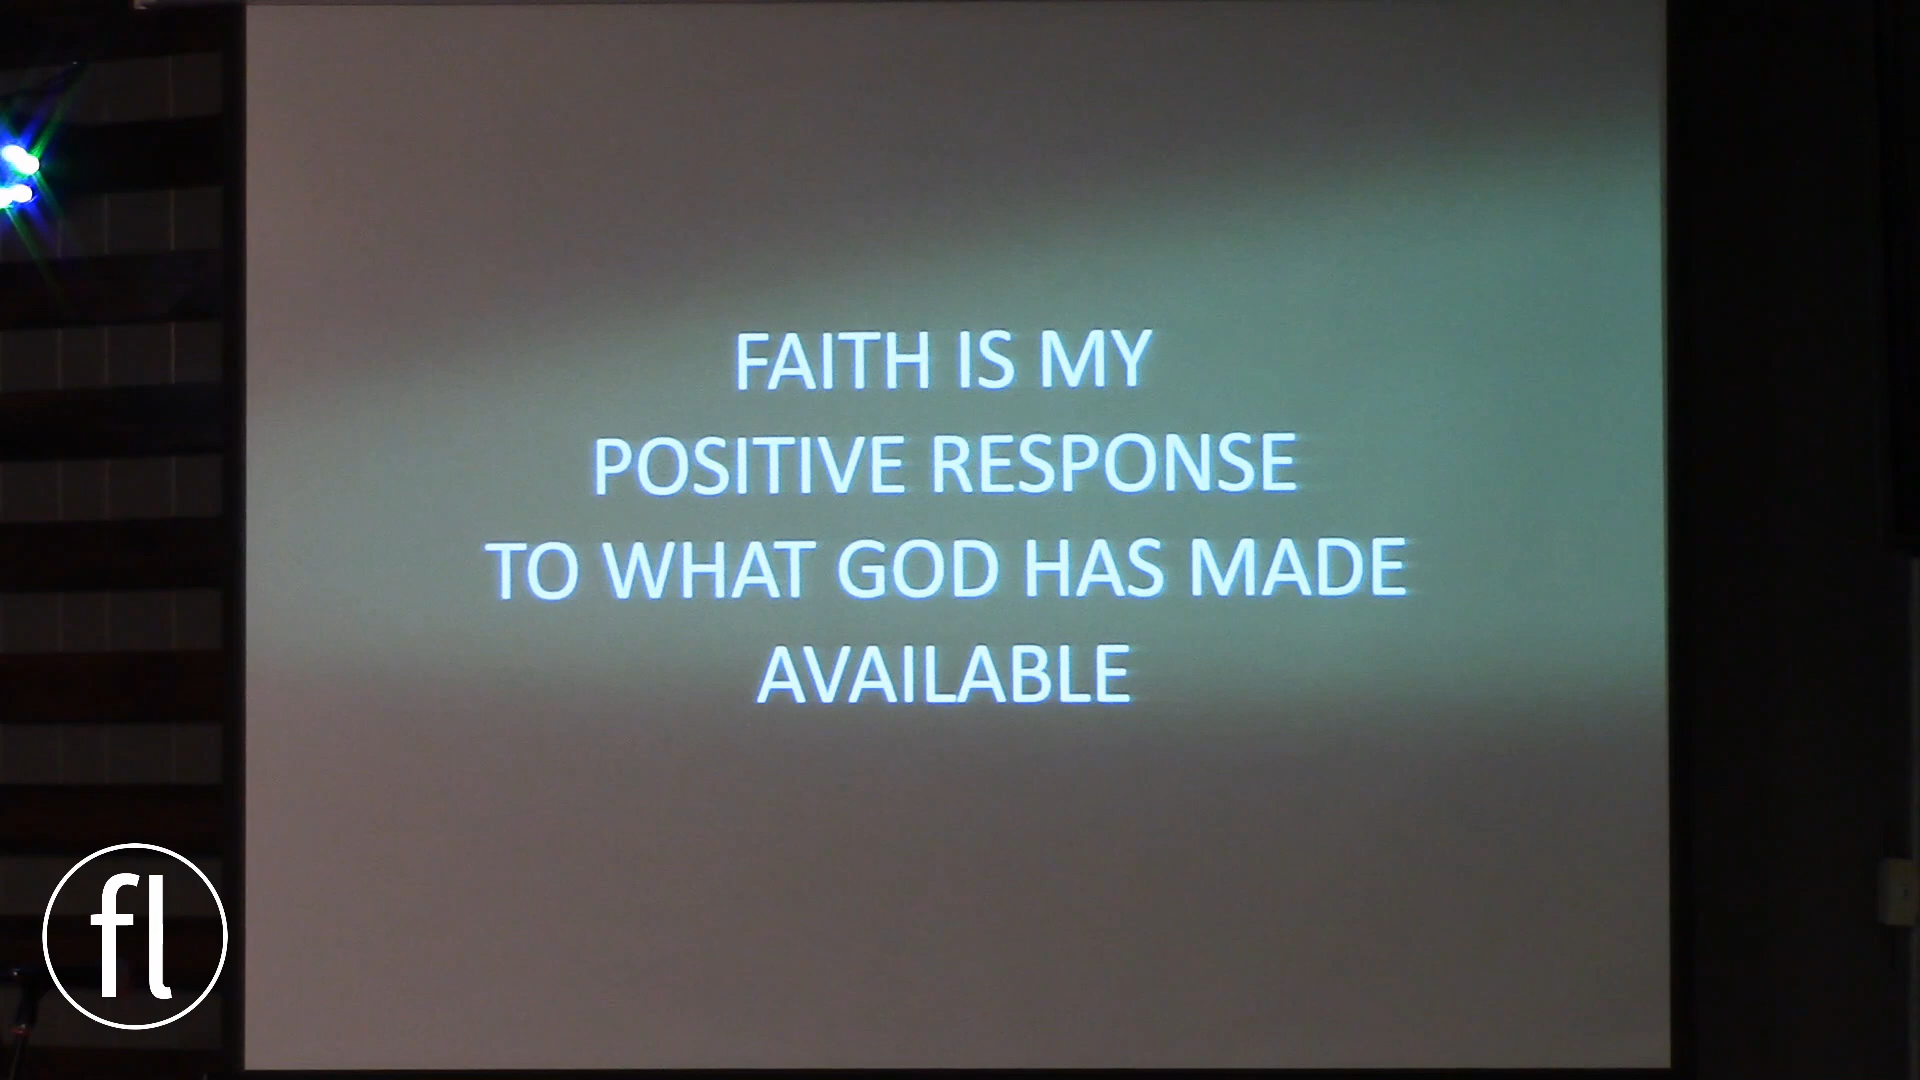 FAITH IS MY
POSITIVE RESPONSE
TO WHAT GOD HAS MADE
AVAILABLE
fl